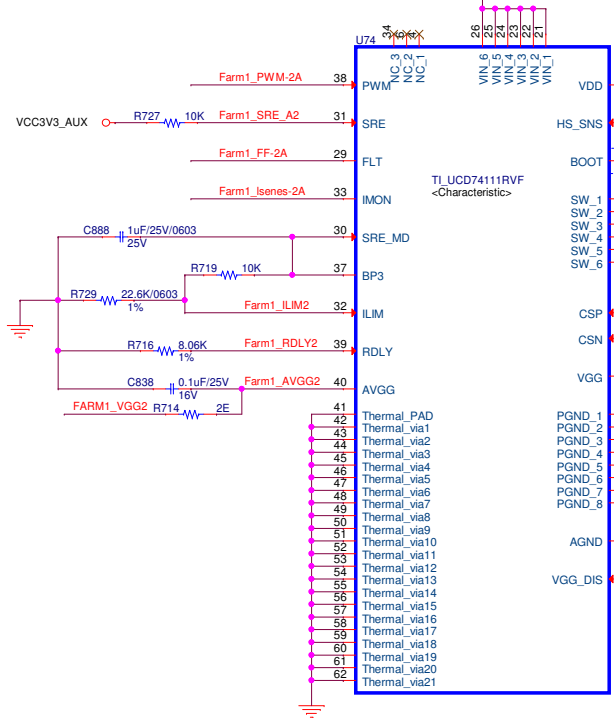 U74
34
6
4
NC_3
NC_2
NC_1
26
25
24
23
22
21
VIN_6
VIN_5
VIN_4
VIN_3
VIN_2
VIN_1
Farm1_PWM-2A 38 PWM
VDD
VCC3V3_AUX R727 10K Farm1_SRE_A2 31 SRE
HS_SNS
Farm1_FF-2A 29 FLT
BOOT
TI_UCD74111RVF
<Characteristic>
Farm1_Isenes-2A 33 IMON
SW_1
SW_2
SW_3
SW_4
SW_5
SW_6
C888 1uF/25V/0603 30 SRE_MD
25V
R719 10K 37 BP3
R729 22.6K/0603 Farm1_ILIM2 32 ILIM
1%
CSP
CSN
R716 8.06K Farm1_RDLY2 39 RDLY
1%
VGG
C838 0.1uF/25V Farm1_AVGG2 40 AVGG
16V
FARM1_VGG2 R714 2E
41 Thermal_PAD PGND_1
42 Thermal_via1 PGND_2
43 Thermal_via2 PGND_3
44 Thermal_via3 PGND_4
45 Thermal_via4 PGND_5
46 Thermal_via5 PGND_6
47 Thermal_via6 PGND_7
48 Thermal_via7 PGND_8
49 Thermal_via8
50 Thermal_via9
51 Thermal_via10 AGND
52 Thermal_via11
53 Thermal_via12
54 Thermal_via13 VGG_DIS
55 Thermal_via14
56 Thermal_via15
57 Thermal_via16
58 Thermal_via17
59 Thermal_via18
60 Thermal_via19
61 Thermal_via20
62 Thermal_via21